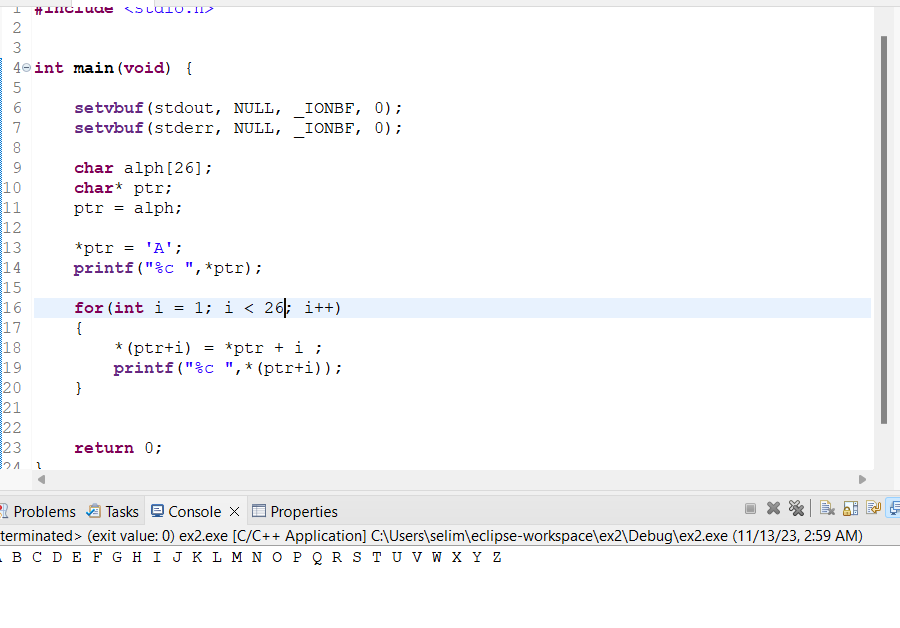 1 #include <stdio.h>
2
3
4 int main(void) {
5
6 setvbuf(stdout, NULL, _IONBF, 0);
7 setvbuf(stderr, NULL, _IONBF, 0);
8
9 char alph[26];
10 char* ptr;
11 ptr = alph;
12
13 *ptr = 'A';
14 printf("%c ",*ptr);
15
16 for(int i = 1; i < 26; i++)
17 {
18 *(ptr+i) = *ptr + i ;
19 printf("%c ",*(ptr+i));
20 }
21
22
23 return 0;
24 }
Problems Tasks Console Properties
terminated> (exit value: 0) ex2.exe [C/C++ Application] C:\Users\selim\eclipse-workspace\ex2\Debug\ex2.exe (11/13/23, 2:59 AM)
A B C D E F G H I J K L M N O P Q R S T U V W X Y Z